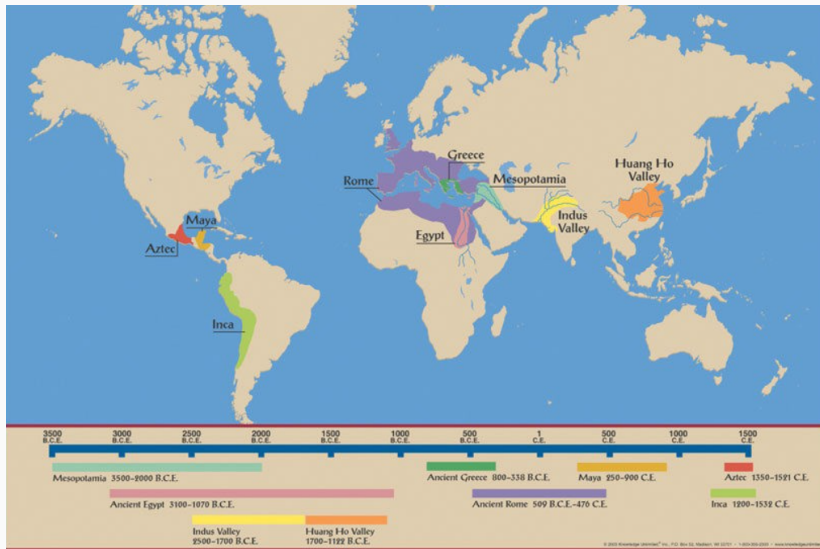 Greece
Huang Ho
Valley
Rome
Mesopotamia
Maya
Indus
Valley
Egypt
Aztec
Inca
3500 3000 2500 2000 1500 1000 500 1 500 1000 1500
B.C.E. B.C.E. B.C.E. B.C.E. B.C.E. B.C.E. B.C.E. C.E. C.E. C.E. C.E.
Mesopotamia 3500-2000 B.C.E.
Ancient Greece 800-338 B.C.E.
Maya 250-900 C.E.
Aztec 1350-1521 C.E.
Ancient Egypt 3100-1070 B.C.E.
Ancient Rome 509 B.C.E.-476 C.E.
Inca 1200-1532 C.E.
Indus Valley
2500-1700 B.C.E.
Huang Ho Valley
1700-1122 B.C.E.